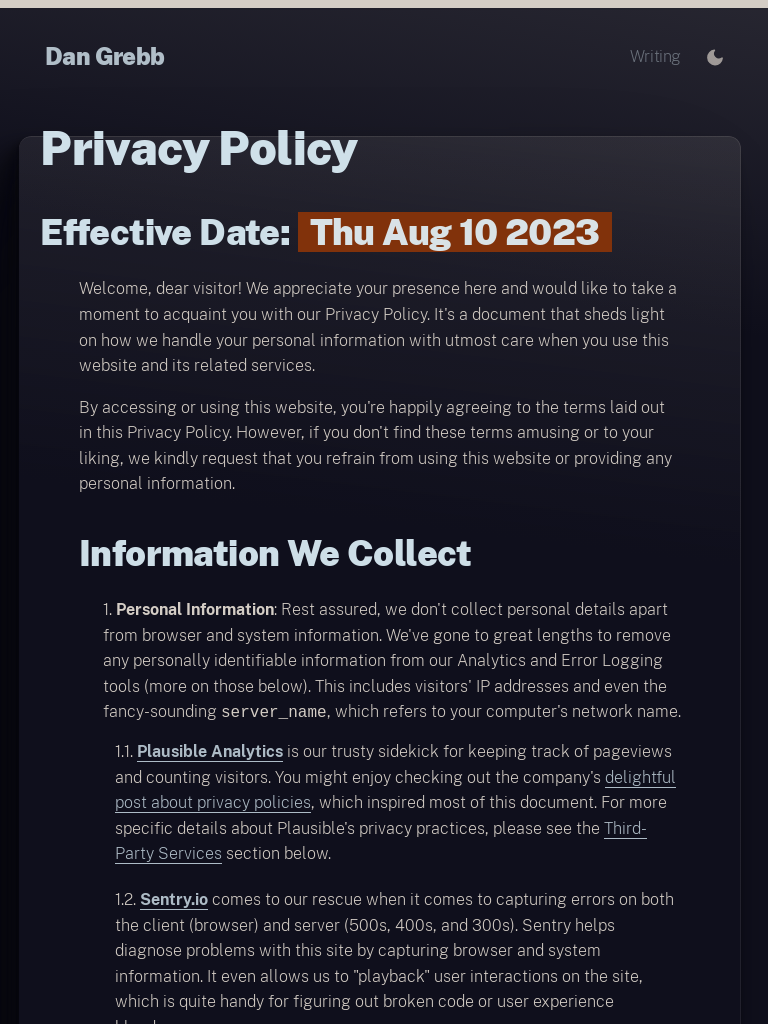 Dan Grebb
Writing
Privacy Policy
Effective Date: Thu Aug 10 2023
Welcome, dear visitor! We appreciate your presence here and would like to take a
moment to acquaint you with our Privacy Policy. It's a document that sheds light
on how we handle your personal information with utmost care when you use this
website and its related services.
By accessing or using this website, you're happily agreeing to the terms laid out
in this Privacy Policy. However, if you don't find these terms amusing or to your
liking, we kindly request that you refrain from using this website or providing any
personal information.
Information We Collect
1. Personal Information: Rest assured, we don't collect personal details apart
from browser and system information. We've gone to great lengths to remove
any personally identifiable information from our Analytics and Error Logging
tools (more on those below). This includes visitors' IP addresses and even the
fancy-sounding server_name, which refers to your computer's network name.
1.1. Plausible Analytics is our trusty sidekick for keeping track of pageviews
and counting visitors. You might enjoy checking out the company's delightful
post about privacy policies, which inspired most of this document. For more
specific details about Plausible's privacy practices, please see the Third-
Party Services section below.
1.2. Sentry.io comes to our rescue when it comes to capturing errors on both
the client (browser) and server (500s, 400s, and 300s). Sentry helps
diagnose problems with this site by capturing browser and system
information. It even allows us to "playback" user interactions on the site,
which is quite handy for figuring out broken code or user experience